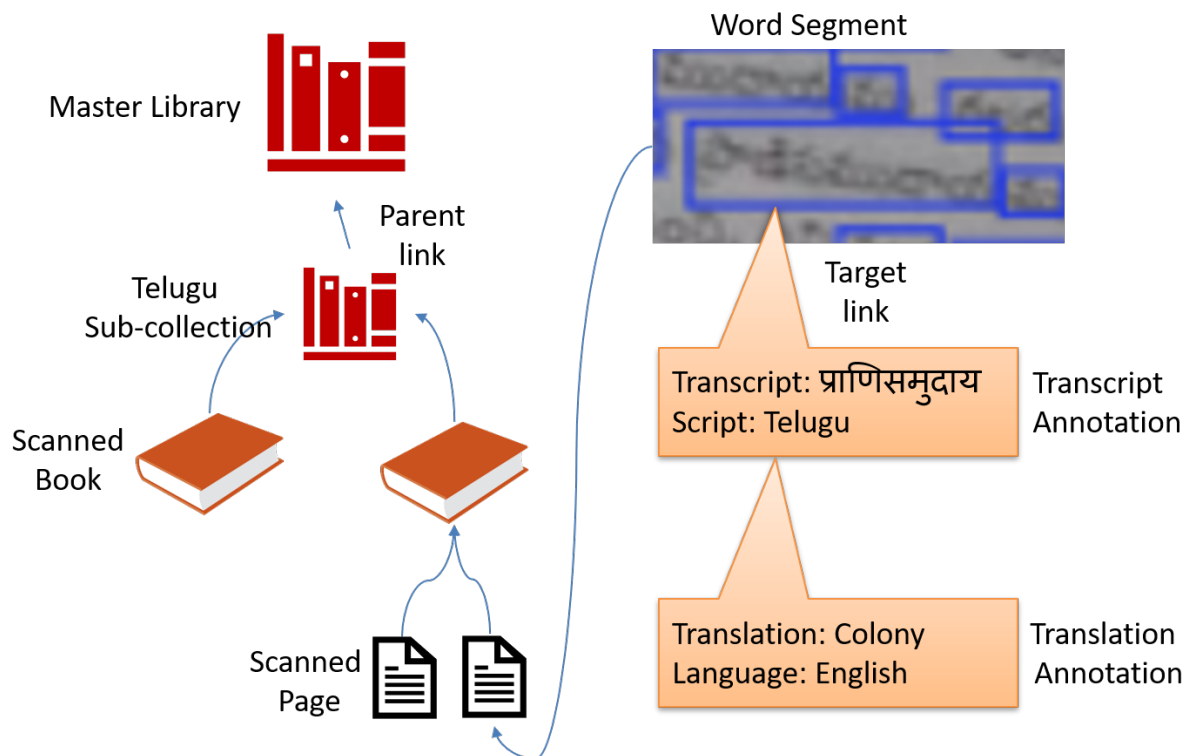 Word Segment
Master Library
Parent
link
Telugu
Sub-collection
Target
link
Transcript: प्राणिसमुदाय
Script: Telugu
Transcript
Annotation
Scanned
Book
Translation: Colony
Language: English
Translation
Annotation
Scanned
Page